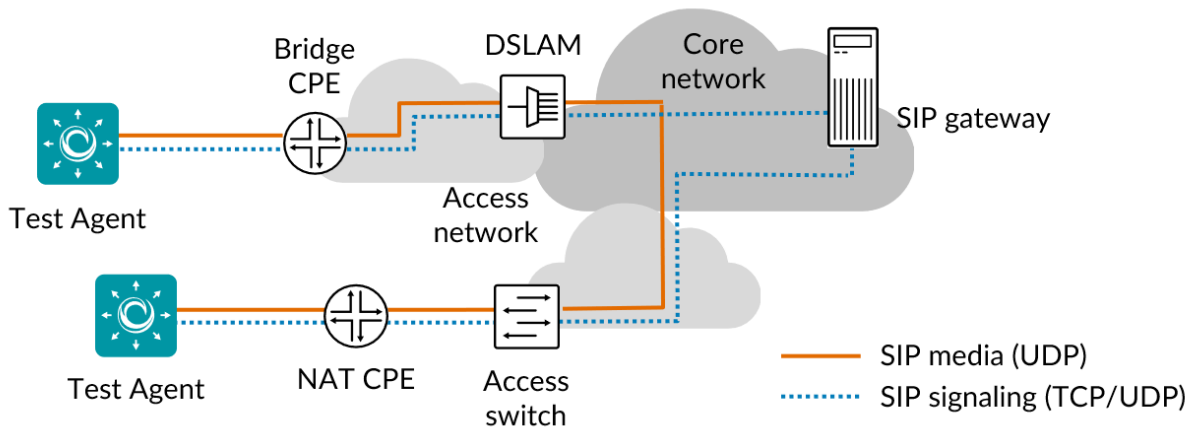 Bridge
CPE
DSLAM
Core
network
SIP gateway
Test Agent
Access
network
Test Agent
NAT CPE
Access
switch
SIP media (UDP)
SIP signaling (TCP/UDP)